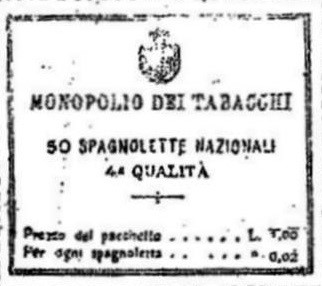 MONOPOLIO DEI TABACCHI
50 SPAGNOLETTE NAZIONALI
4ª QUALITÀ
Prezzo del pacchetto . . . . . L. 1,00
Per ogni spagnoletta . . . . . » 0,02